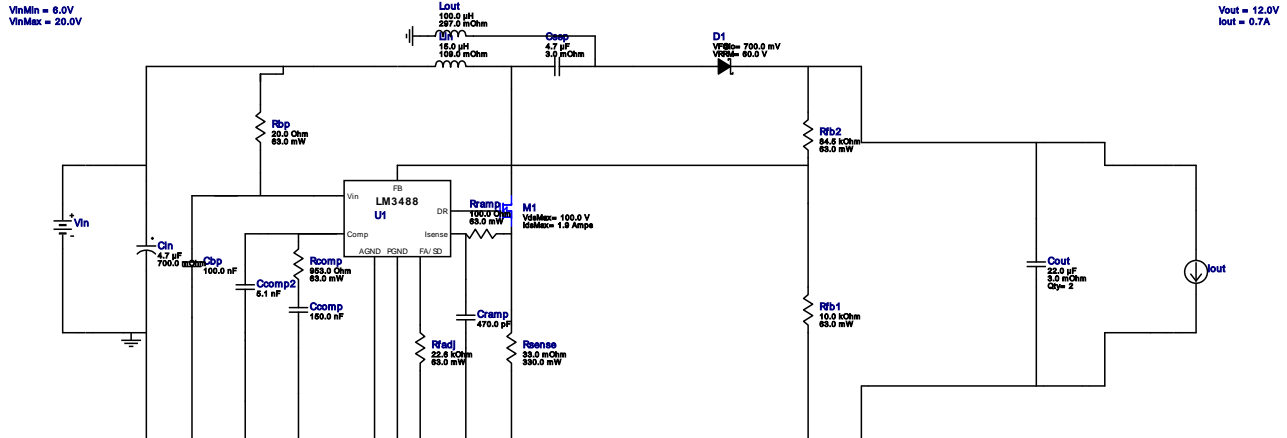 VinMin = 6.0V
VinMax = 20.0V
Vout = 12.0V
Iout = 0.7A
Lout
100.0 µH
297.0 mOhm
Lin
15.0 µH
109.0 mOhm
Csep
4.7 µF
3.0 mOhm
D1
VRRM= 60.0 V
Rbp
20.0 Ohm
63.0 mW
Rfb2
84.5 kOhm
63.0 mW
FB
Vin
LM3488
U1
DR
Comp
Isense
AGND
PGND
FA/SD
Rramp
100.0 Ohm
63.0 mW
M1
VdsMax= 100.0 V
IdsMax= 1.9 Amps
Vin
Cin
4.7 µF
700.0 mOhm
Cbp
100.0 nF
Ccomp2
5.1 nF
Rcomp
953.0 Ohm
63.0 mW
Ccomp
150.0 nF
Cramp
470.0 pF
Rfadj
22.6 kOhm
63.0 mW
Rsense
33.0 mOhm
330.0 mW
Rfb1
10.0 kOhm
63.0 mW
Cout
22.0 µF
3.0 mOhm
Qty= 2
Iout